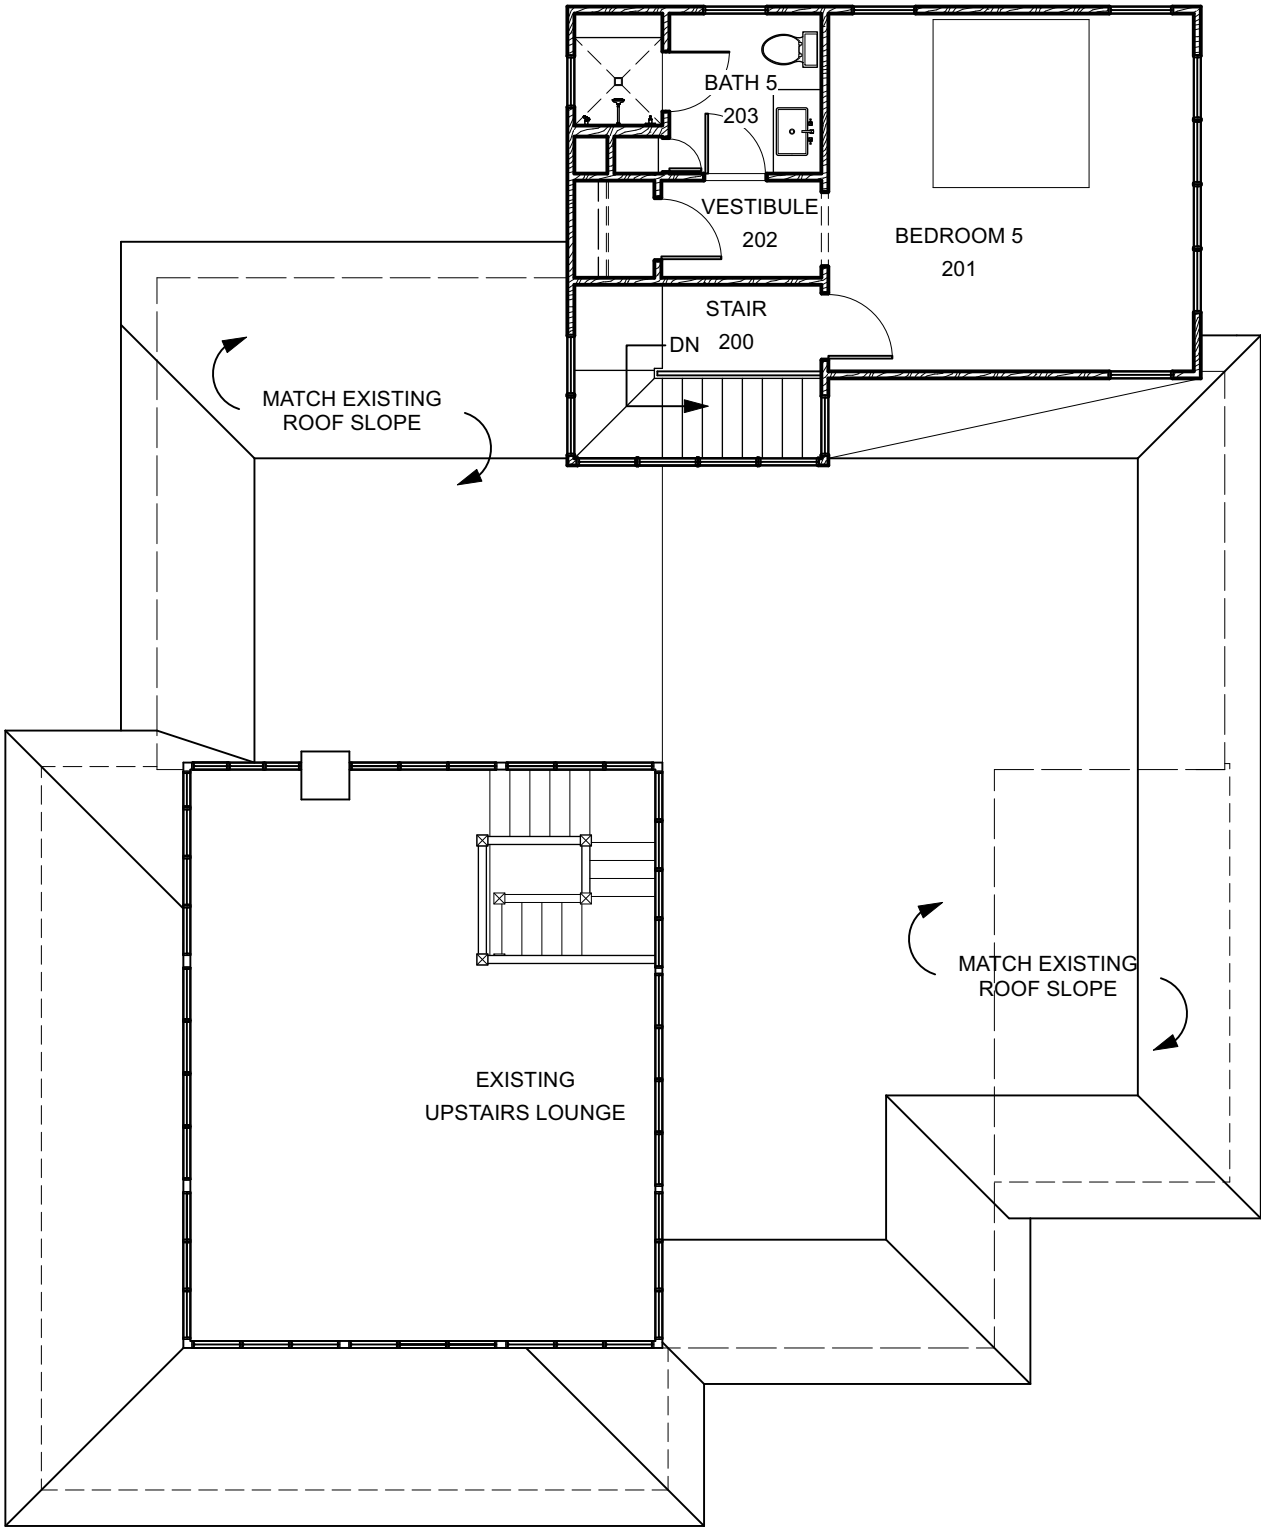 BATH 5
203
VESTIBULE
202
BEDROOM 5
201
STAIR
200
DN
MATCH EXISTING
ROOF SLOPE
MATCH EXISTING
ROOF SLOPE
EXISTING
UPSTAIRS LOUNGE